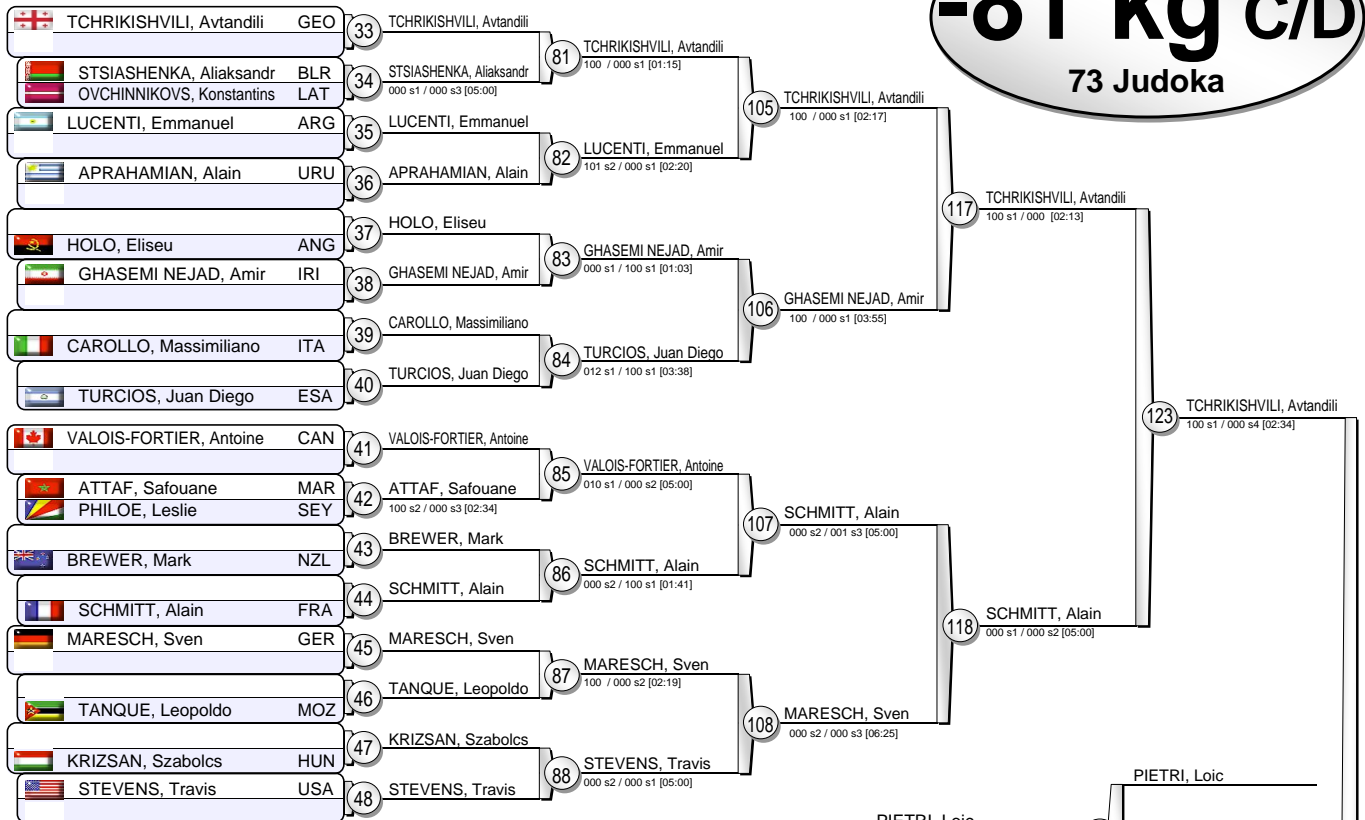 -81 kg C/D
73 Judoka
TCHRIKISHVILI, Avtandili GEO
STSIASHENKA, Aliaksandr BLR
OVCHINNIKOVS, Konstantins LAT
LUCENTI, Emmanuel ARG
APRAHAMIAN, Alain URU
HOLO, Eliseu ANG
GHASEMI NEJAD, Amir IRI
CAROLLO, Massimiliano ITA
TURCIOS, Juan Diego ESA
VALOIS-FORTIER, Antoine CAN
ATTAF, Safouane MAR
PHILOE, Leslie SEY
BREWER, Mark NZL
SCHMITT, Alain FRA
MARESCH, Sven GER
TANQUE, Leopoldo MOZ
KRIZSAN, Szabolcs HUN
STEVENS, Travis USA
33 TCHRIKISHVILI, Avtandili
34 STSIASHENKA, Aliaksandr
000 s1 / 000 s3 [05:00]
35 LUCENTI, Emmanuel
36 APRAHAMIAN, Alain
37 HOLO, Eliseu
38 GHASEMI NEJAD, Amir
39 CAROLLO, Massimiliano
40 TURCIOS, Juan Diego
41 VALOIS-FORTIER, Antoine
42 ATTAF, Safouane
100 s2 / 000 s3 [02:34]
43 BREWER, Mark
44 SCHMITT, Alain
45 MARESCH, Sven
46 TANQUE, Leopoldo
47 KRIZSAN, Szabolcs
48 STEVENS, Travis
81 TCHRIKISHVILI, Avtandili
100 / 000 s1 [01:15]
82 LUCENTI, Emmanuel
101 s2 / 000 s1 [02:20]
83 GHASEMI NEJAD, Amir
000 s1 / 100 s1 [01:03]
84 TURCIOS, Juan Diego
012 s1 / 100 s1 [03:38]
85 VALOIS-FORTIER, Antoine
010 s1 / 000 s2 [05:00]
86 SCHMITT, Alain
000 s2 / 100 s1 [01:41]
87 MARESCH, Sven
100 / 000 s2 [02:19]
88 STEVENS, Travis
000 s2 / 000 s1 [05:00]
105 TCHRIKISHVILI, Avtandili
100 / 000 s1 [02:17]
106 GHASEMI NEJAD, Amir
100 / 000 s1 [03:55]
107 SCHMITT, Alain
000 s2 / 001 s3 [05:00]
108 MARESCH, Sven
000 s2 / 000 s3 [06:25]
117 TCHRIKISHVILI, Avtandili
100 s1 / 000 [02:13]
118 SCHMITT, Alain
000 s1 / 000 s2 [05:00]
123 TCHRIKISHVILI, Avtandili
100 s1 / 000 s4 [02:34]
PIETRI, Loic
PIETRI, Loic